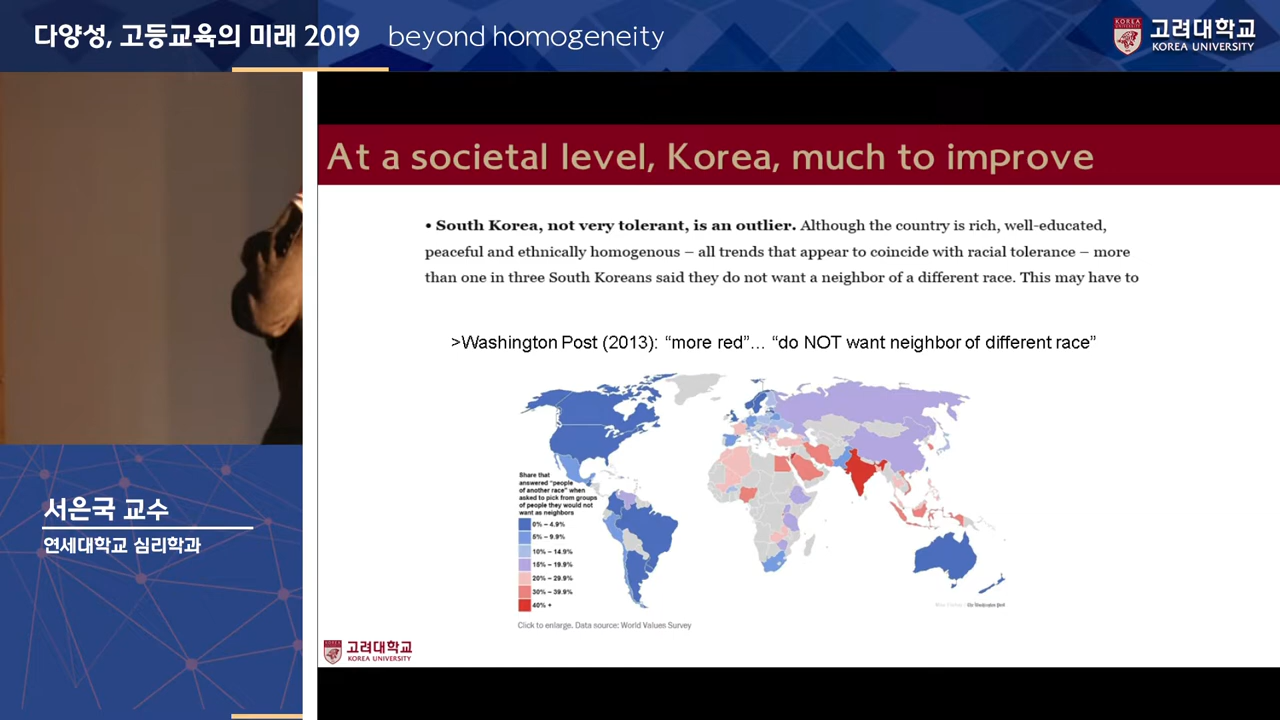 다양성, 고등교육의 미래 2019 beyond homogeneity
KOREA
고려대학교
KOREA UNIVERSITY
At a societal level, Korea, much to improve
• South Korea, not very tolerant, is an outlier. Although the country is rich, well-educated,
peaceful and ethnically homogenous – all trends that appear to coincide with racial tolerance – more
than one in three South Koreans said they do not want a neighbor of a different race. This may have to
>Washington Post (2013): “more red”... “do NOT want neighbor of different race”
Share that
answered "people
of another race" when
asked to pick from groups
of people they would not
want as neighbors
0% – 4.9%
5% – 9.9%
10% – 14.9%
15% – 19.9%
20% – 29.9%
30% – 39.9%
40% +
The Washington Post
Click to enlarge. Data source: World Values Survey
서은국 교수
연세대학교 심리학과
고려대학교
KOREA UNIVERSITY